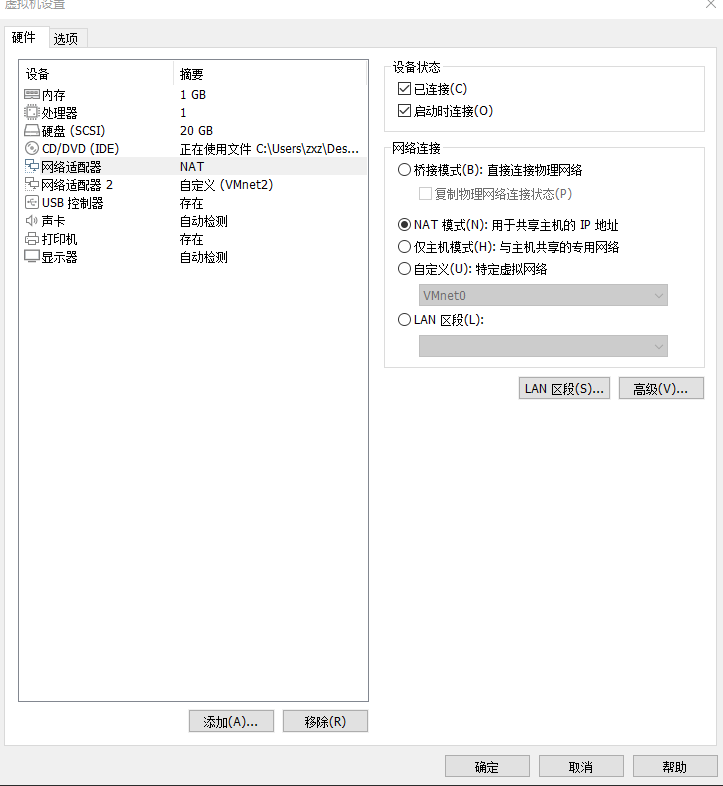 虚拟机设置
硬件 选项
设备 摘要
内存 1 GB
处理器 1
硬盘 (SCSI) 20 GB
CD/DVD (IDE) 正在使用文件 C:\Users\zxz\Des...
网络适配器 NAT
网络适配器 2 自定义 (VMnet2)
USB 控制器 存在
声卡 自动检测
打印机 存在
显示器 自动检测
添加(A)... 移除(R)
设备状态
已连接(C)
启动时连接(O)
网络连接
桥接模式(B): 直接连接物理网络
复制物理网络连接状态(P)
NAT 模式(N): 用于共享主机的 IP 地址
仅主机模式(H): 与主机共享的专用网络
自定义(U): 特定虚拟网络
VMnet0
LAN 区段(L):
LAN 区段(S)... 高级(V)...
确定 取消 帮助